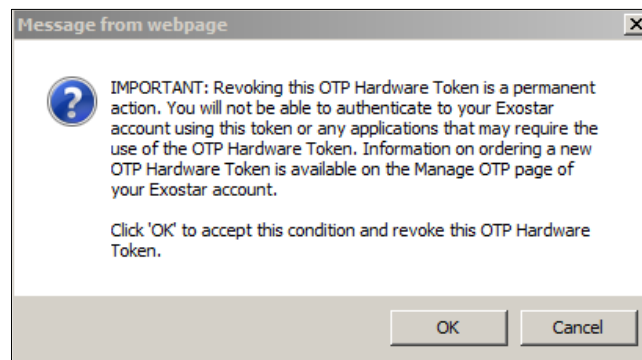 Message from webpage
IMPORTANT: Revoking this OTP Hardware Token is a permanent
action. You will not be able to authenticate to your Exostar
account using this token or any applications that may require the
use of the OTP Hardware Token. Information on ordering a new
OTP Hardware Token is available on the Manage OTP page of
your Exostar account.
Click 'OK' to accept this condition and revoke this OTP Hardware
Token.
OK
Cancel